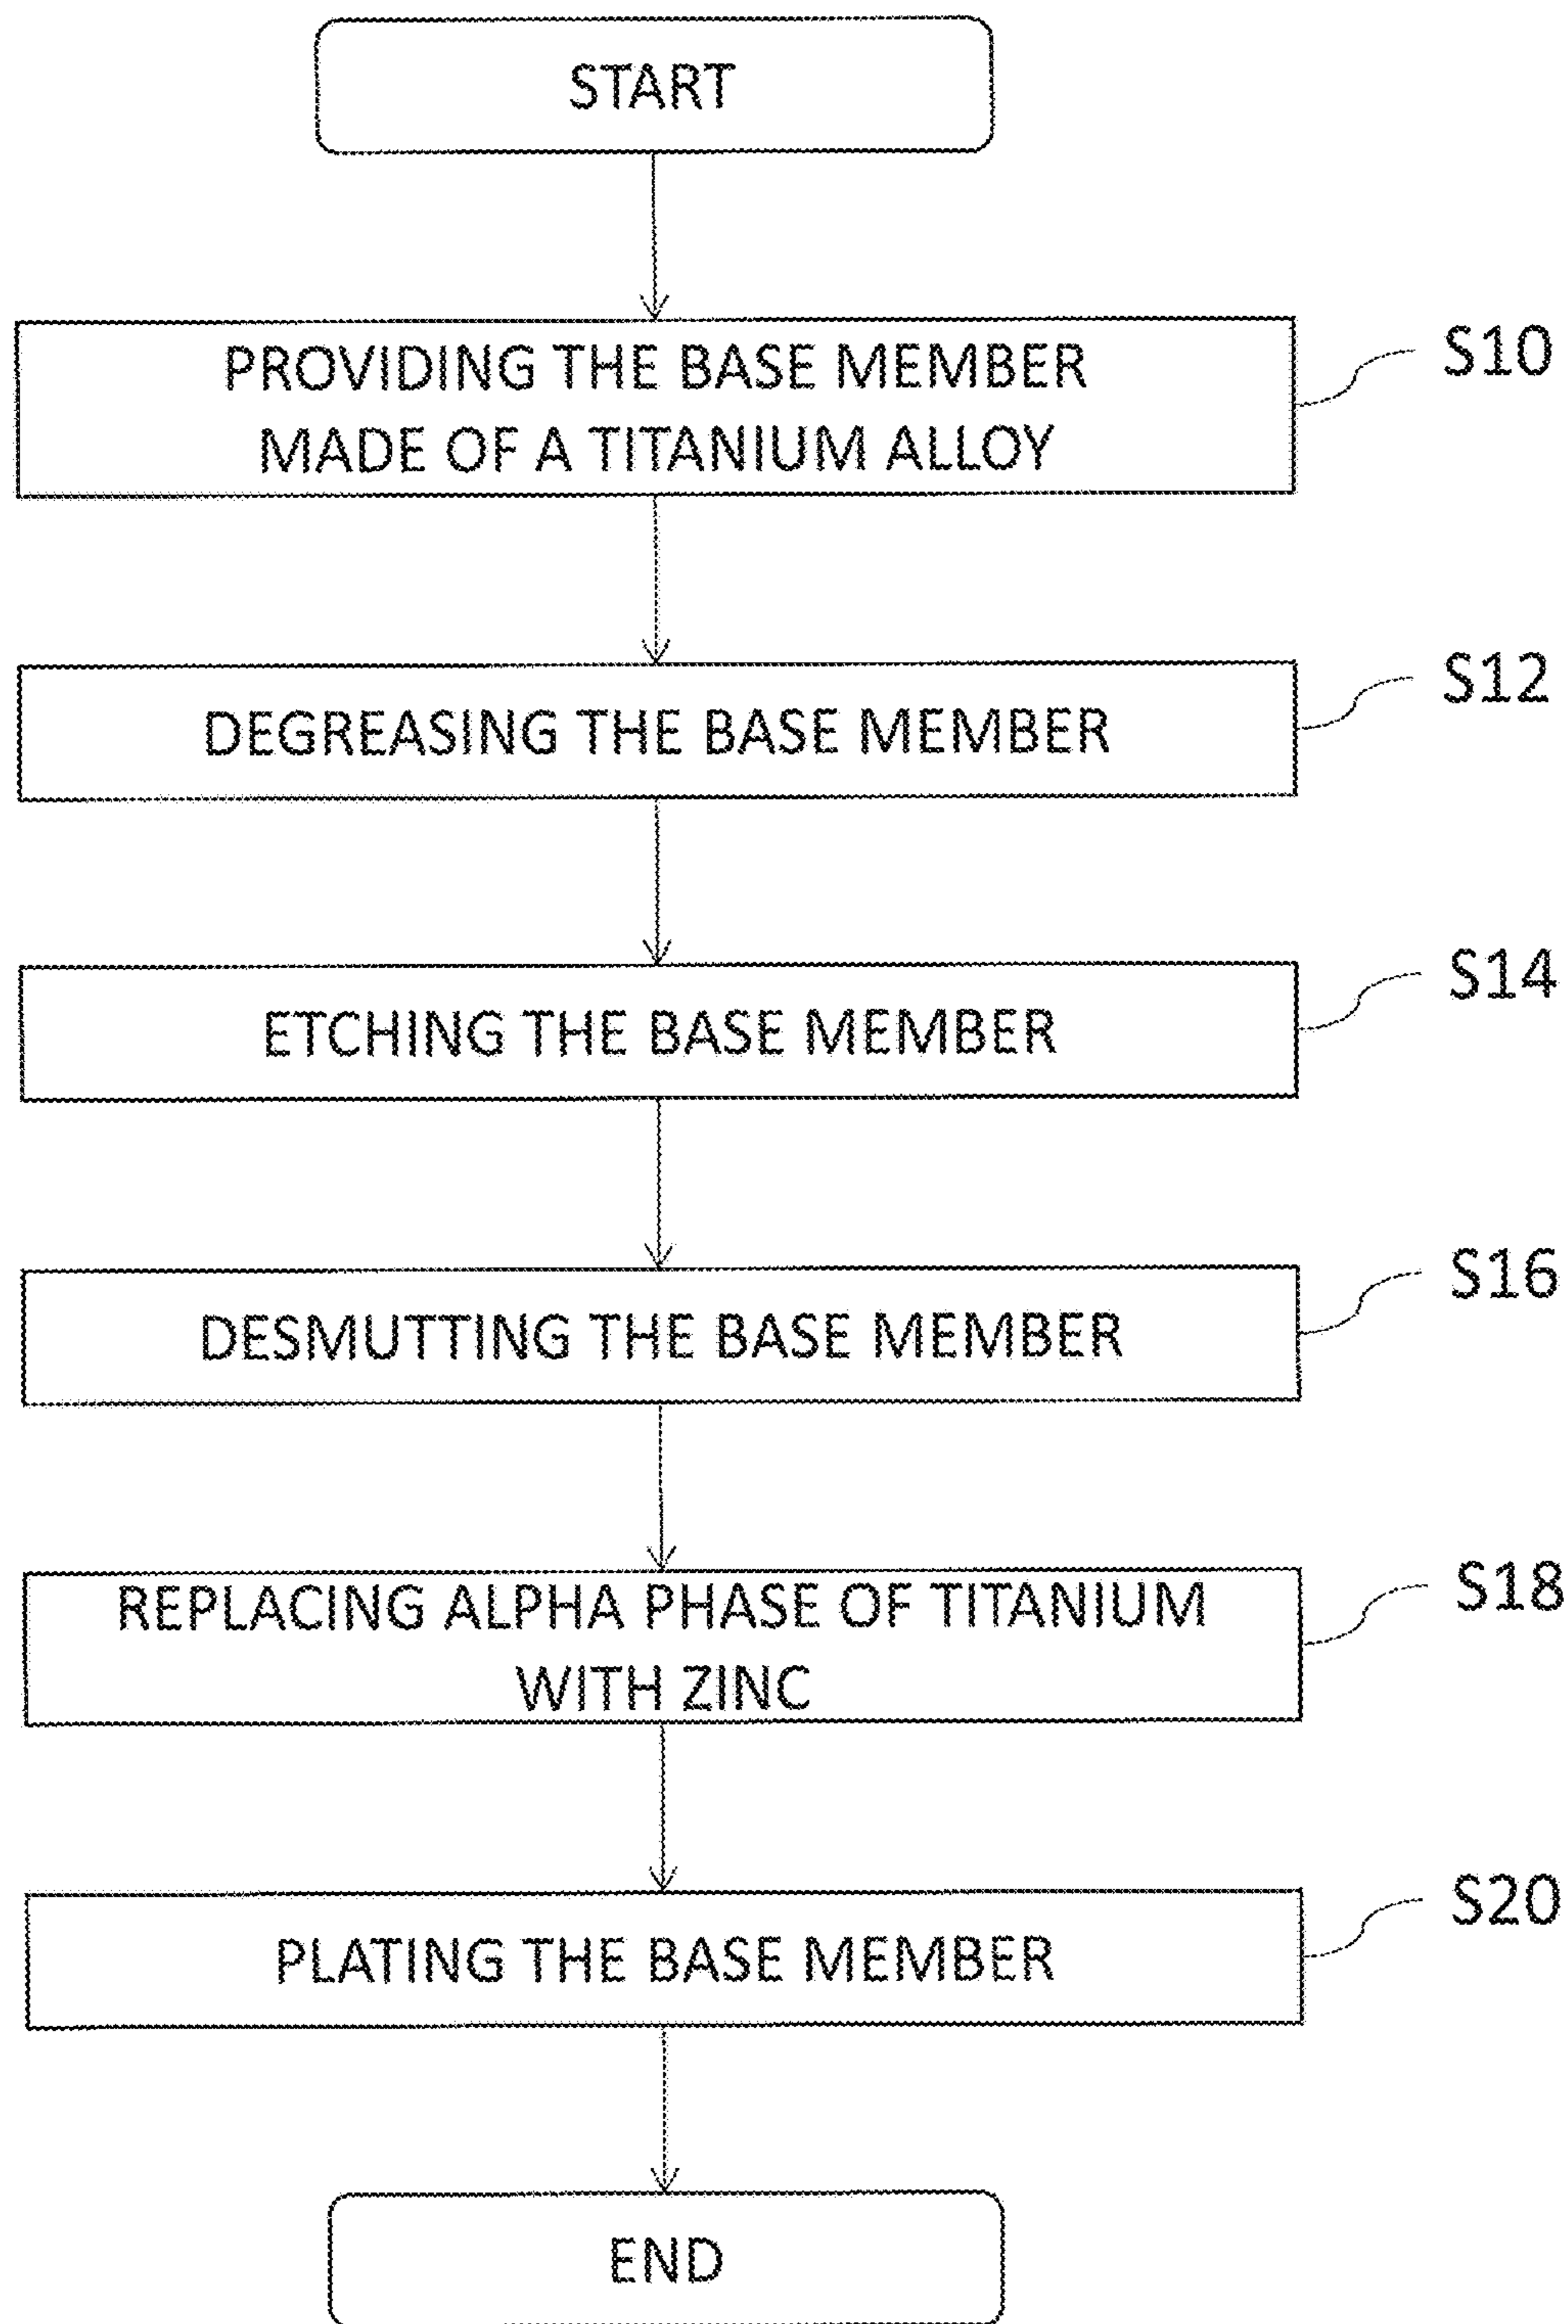 START
PROVIDING THE BASE MEMBER
MADE OF A TITANIUM ALLOY
S10
DEGREASING THE BASE MEMBER
S12
ETCHING THE BASE MEMBER
S14
DESMUTTING THE BASE MEMBER
S16
REPLACING ALPHA PHASE OF TITANIUM
WITH ZINC
S18
PLATING THE BASE MEMBER
S20
END